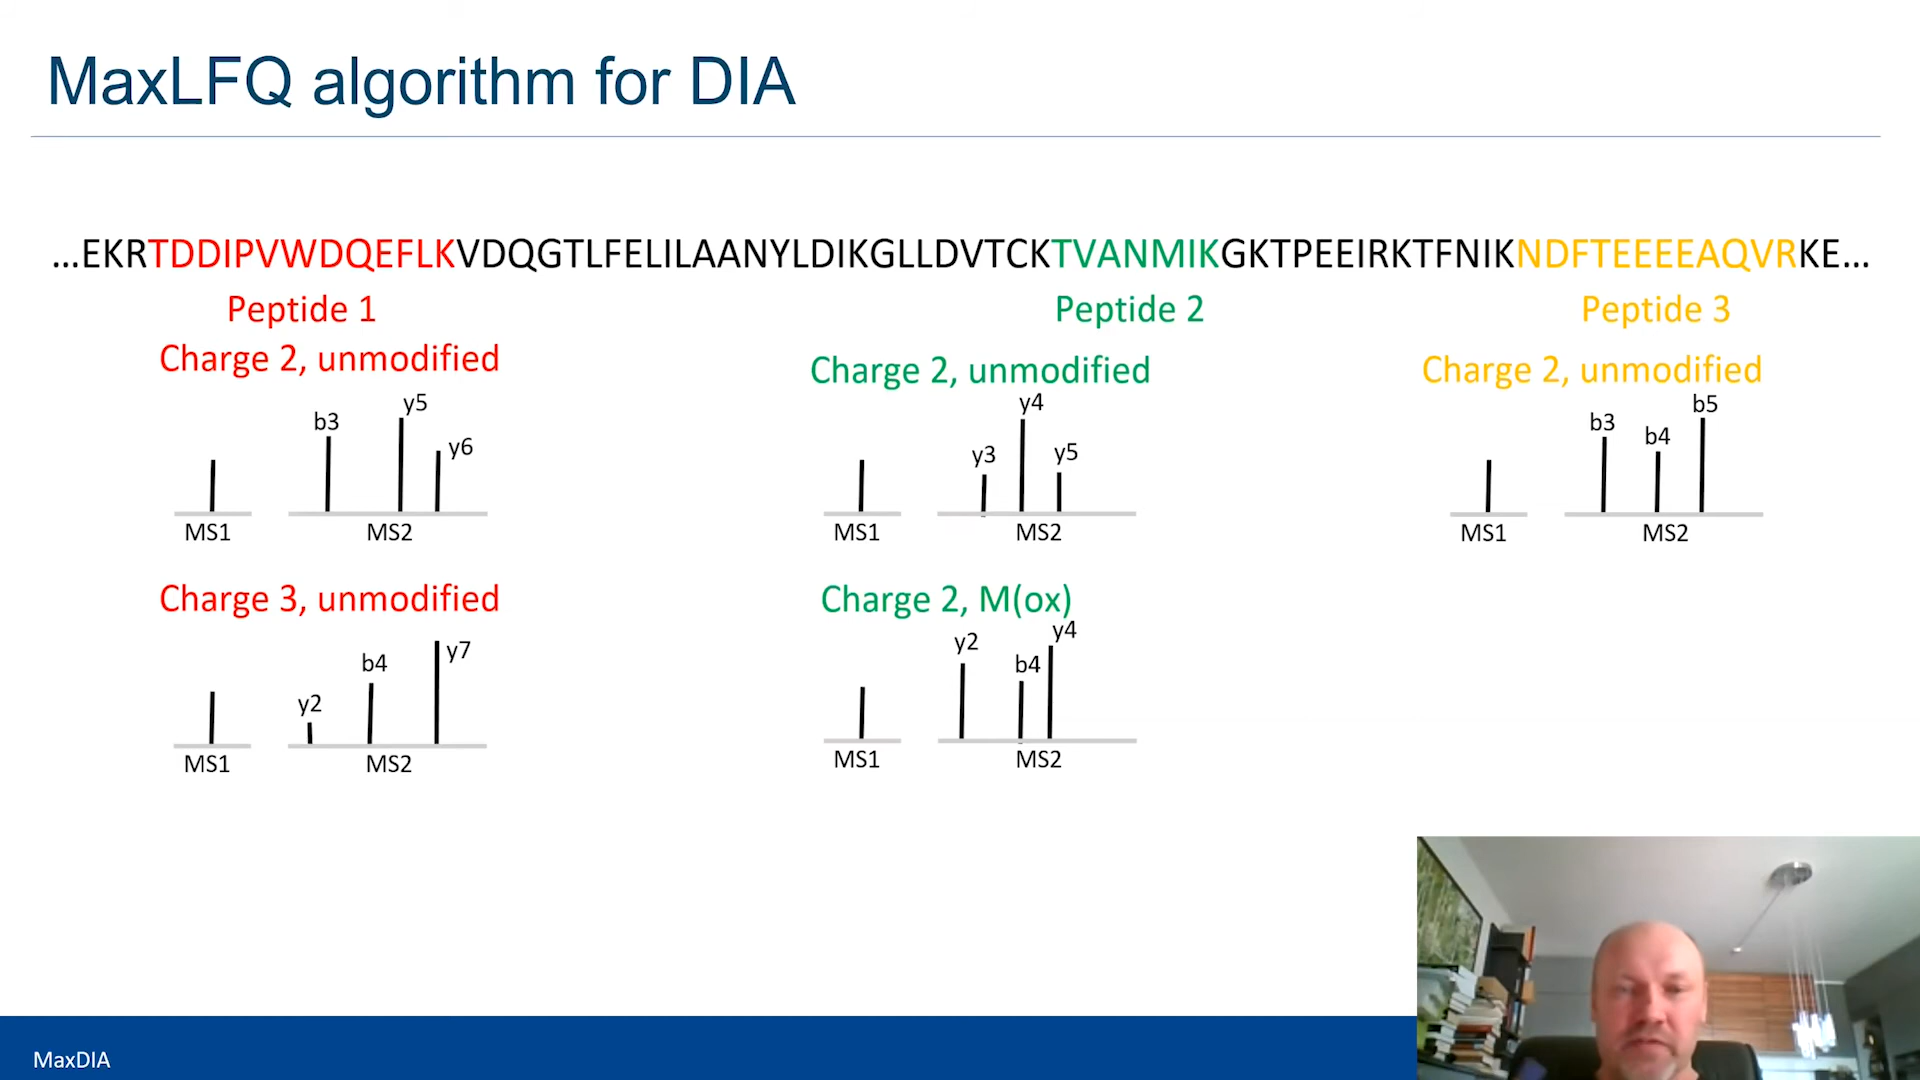 MaxLFQ algorithm for DIA
...EKRTDDIPVWDQEFLKVDQGTLFELILAANYLDIKGLLDVTCKTVANMIKGKTPEEIRKTFNIKNDFTEEEEAQVRKE...
Peptide 1
Peptide 2
Peptide 3
Charge 2, unmodified
Charge 2, unmodified
Charge 2, unmodified
b3
y5
y6
MS1
MS2
y3
y4
y5
MS1
MS2
b3
b4
b5
MS1
MS2
Charge 3, unmodified
Charge 2, M(ox)
y2
b4
y7
MS1
MS2
y2
b4
y4
MS1
MS2
MaxDIA